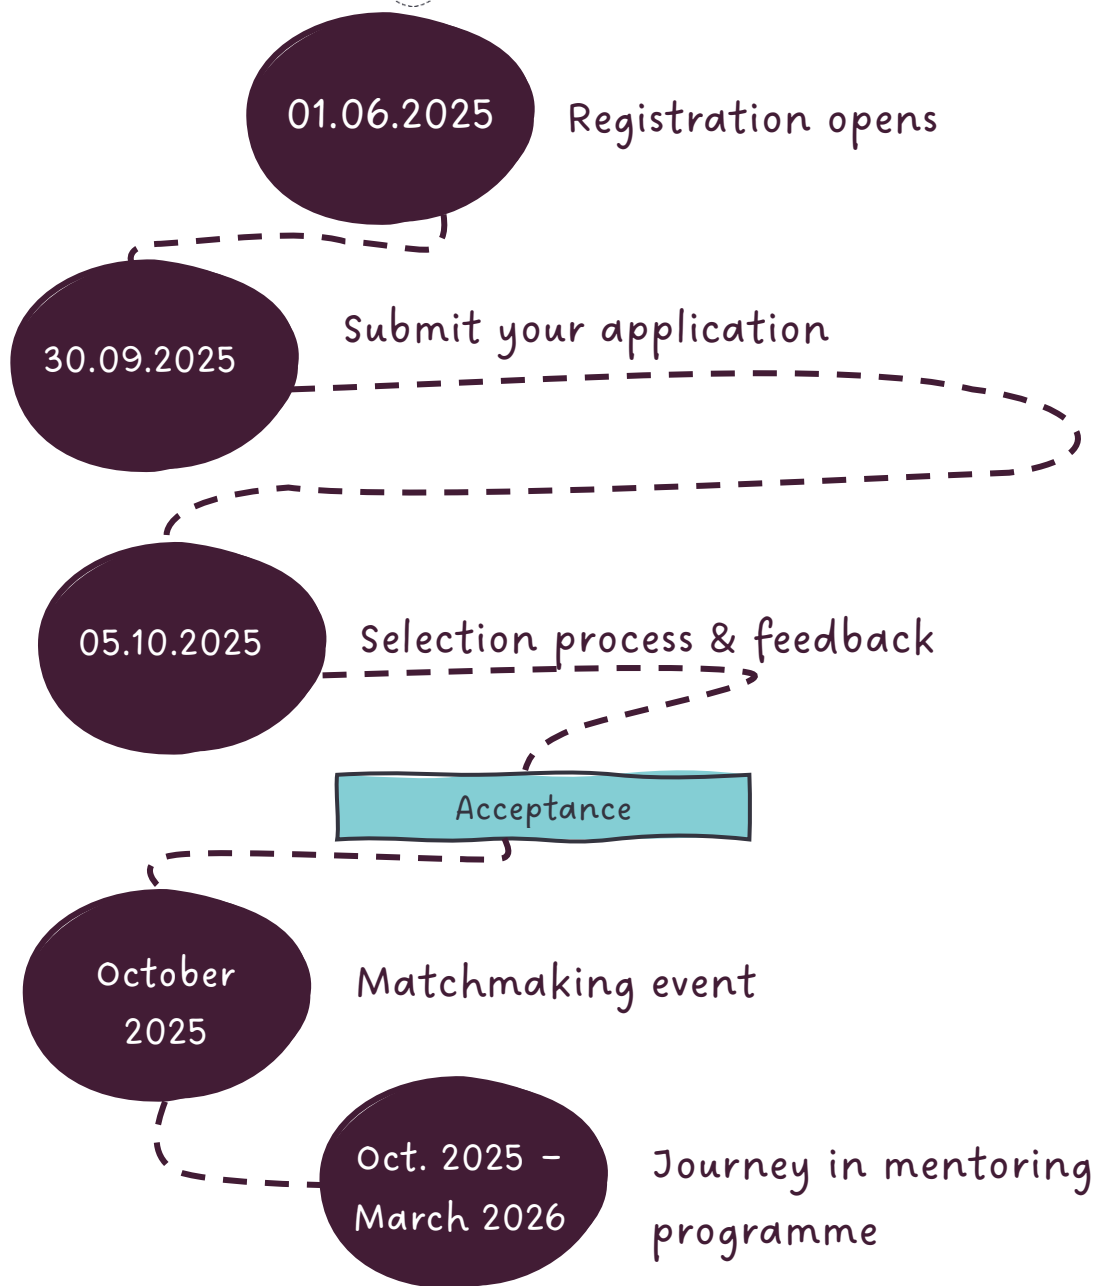 01.06.2025
Registration opens
30.09.2025
Submit your application
05.10.2025
Selection process & feedback
Acceptance
October
2025
Matchmaking event
Oct. 2025 -
March 2026
Journey in mentoring
programme